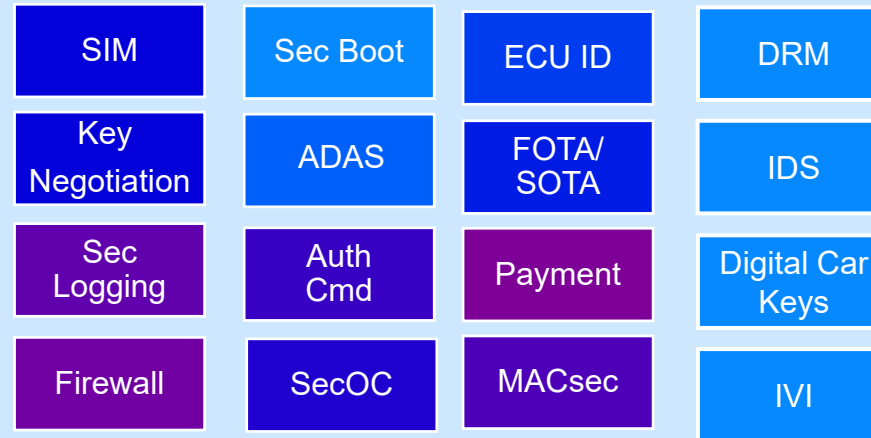 SIM
Sec Boot
ECU ID
DRM
Key
Negotiation
ADAS
FOTA/
SOTA
IDS
Sec
Logging
Auth
Cmd
Payment
Digital Car
Keys
Firewall
SecOC
MACsec
IVI